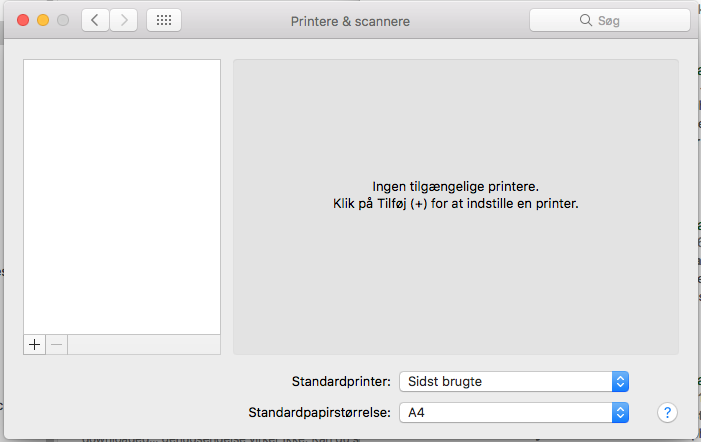 Printere & scannere
Søg
Ingen tilgængelige printere.
Klik på Tilføj (+) for at indstille en printer.
+ −
Standardprinter: Sidst brugte
Standardpapirstørrelse: A4
?